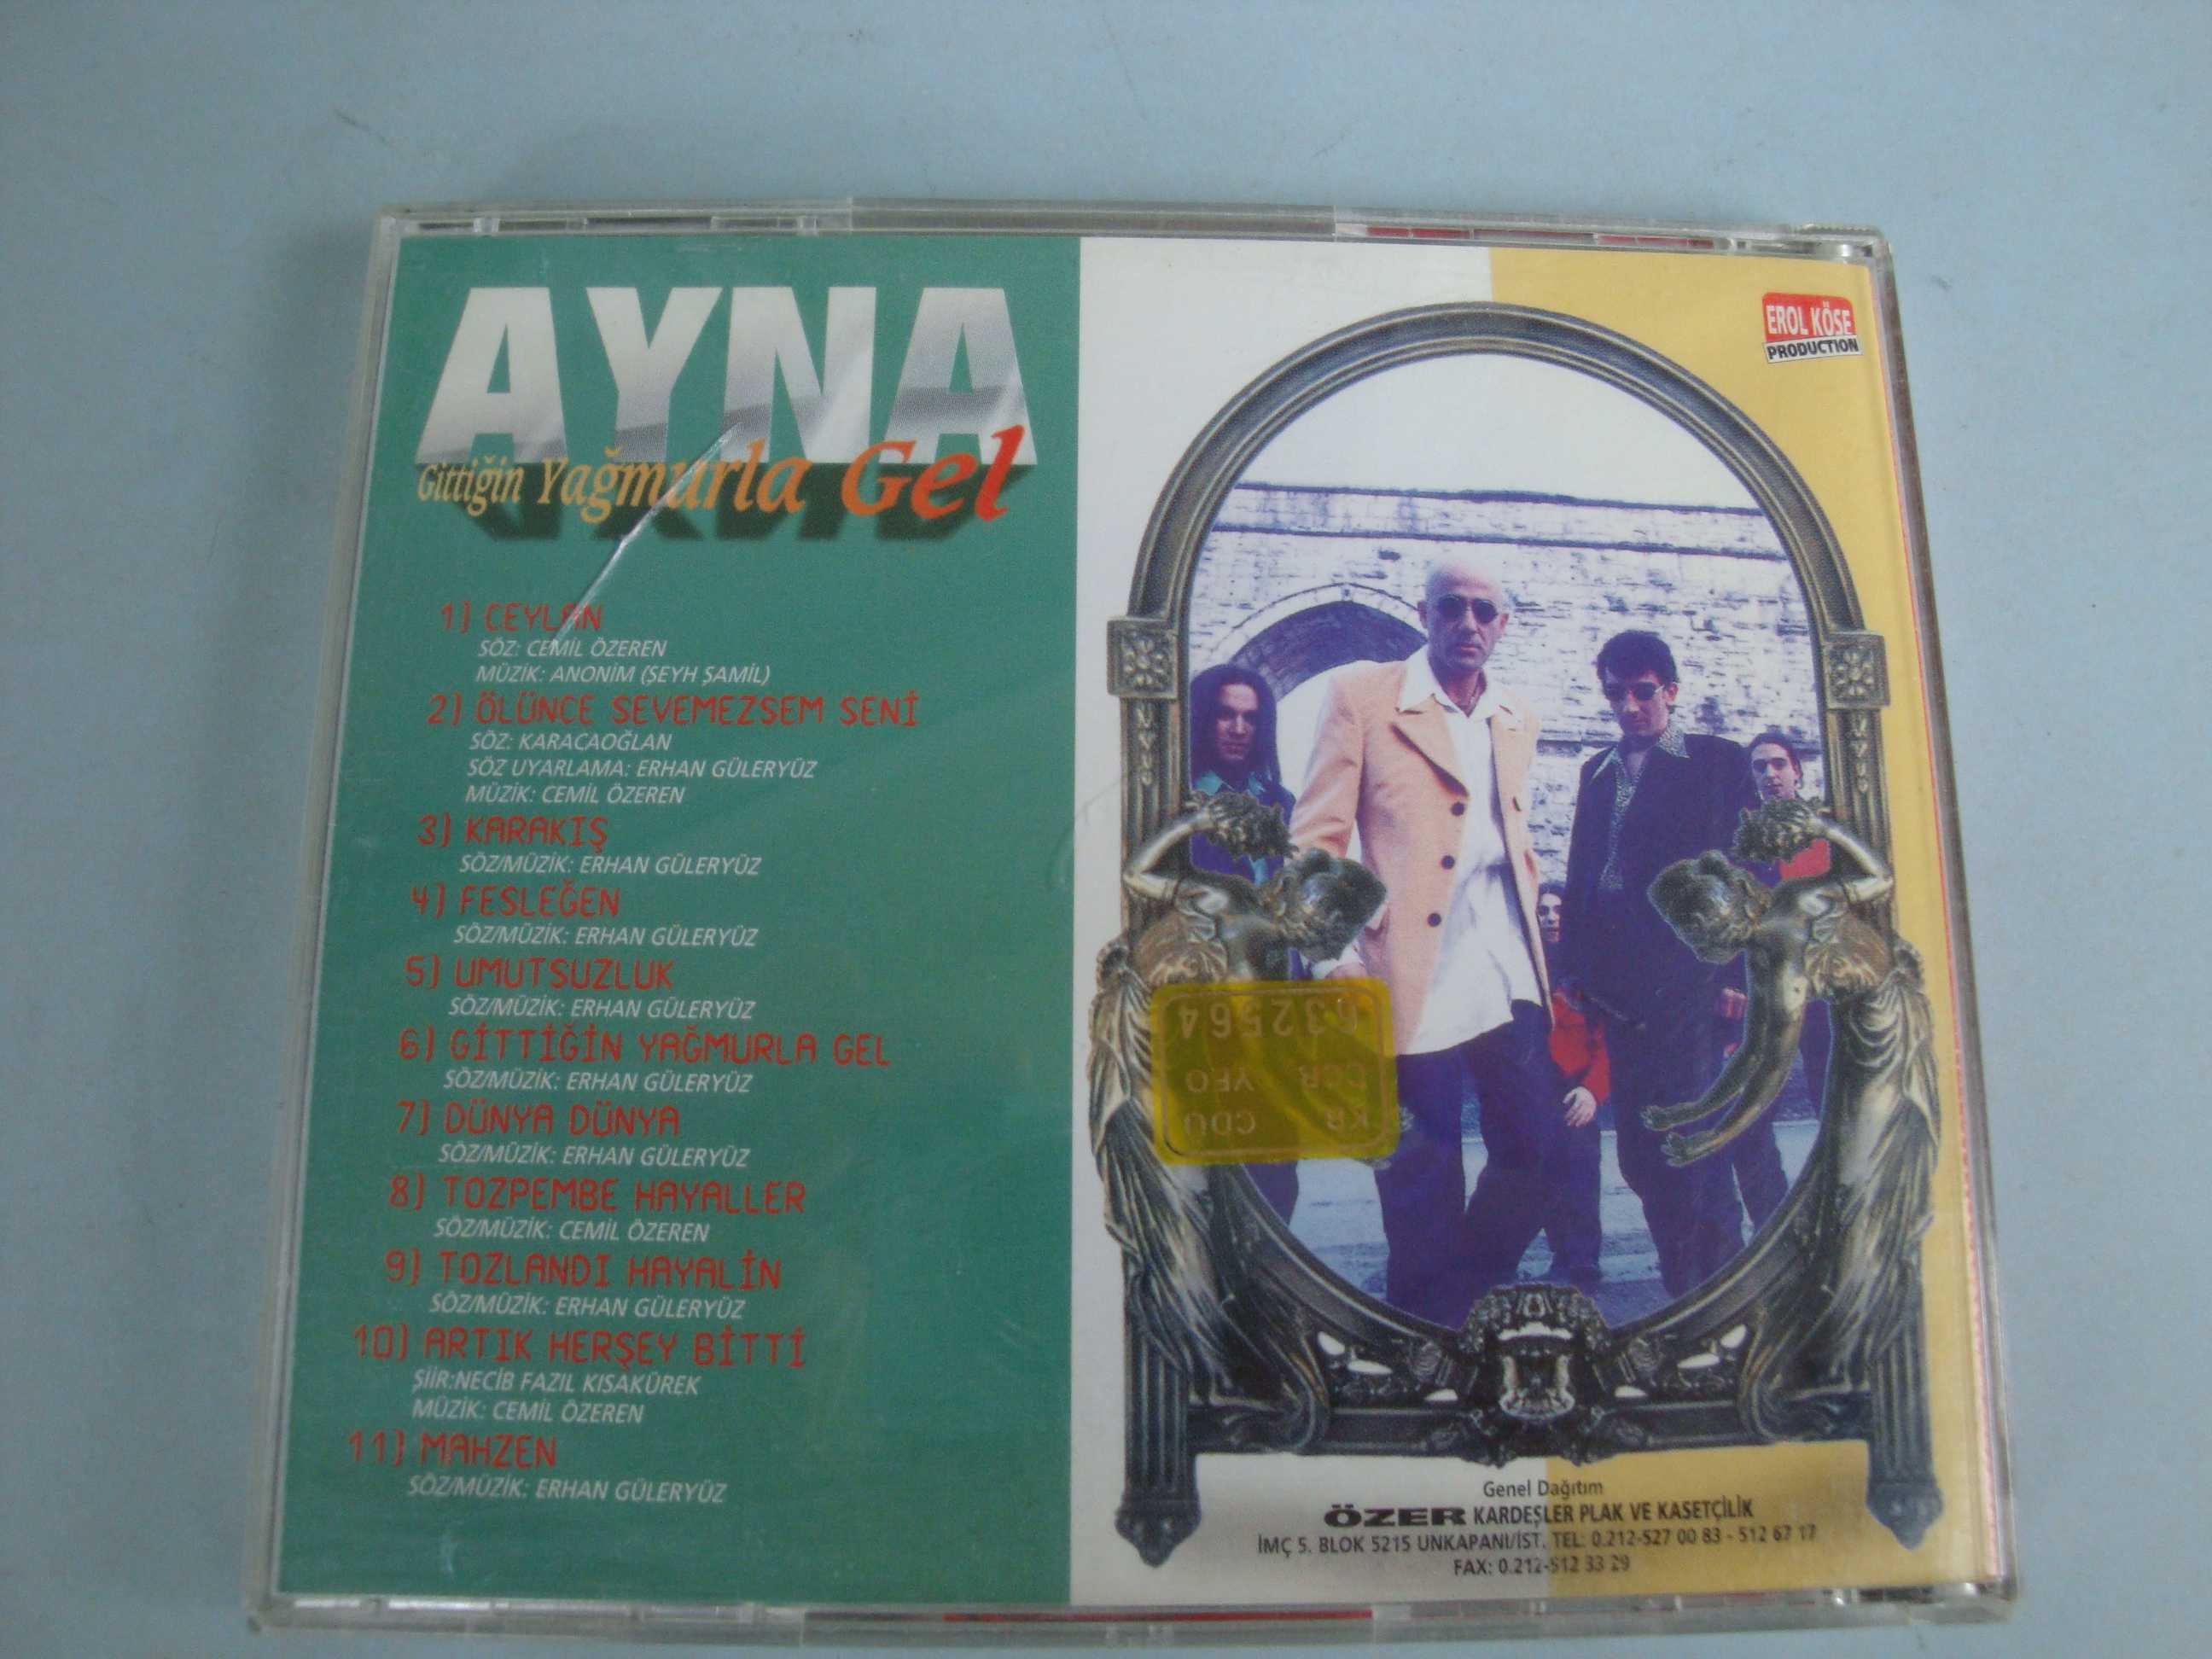 AYNA
Gittiğin Yağmurla Gel
1) CEYLAN
SÖZ: CEMİL ÖZEREN
MÜZİK: ANONİM (ŞEYH ŞAMİL)
2) ÖLÜNCE SEVEMEZSEM SENİ
SÖZ: KARACAOĞLAN
SÖZ UYARLAMA: ERHAN GÜLERYÜZ
MÜZİK: CEMİL ÖZEREN
3) KARAKIŞ
SÖZ/MÜZİK: ERHAN GÜLERYÜZ
4) FESLEĞEN
SÖZ/MÜZİK: ERHAN GÜLERYÜZ
5) UMUTSUZLUK
SÖZ/MÜZİK: ERHAN GÜLERYÜZ
6) GİTTİĞİN YAĞMURLA GEL
SÖZ/MÜZİK: ERHAN GÜLERYÜZ
7) DÜNYA DÜNYA
SÖZ/MÜZİK: ERHAN GÜLERYÜZ
8) TOZPEMBE HAYALLER
SÖZ/MÜZİK: CEMİL ÖZEREN
9) TOZLANDI HAYALİN
SÖZ/MÜZİK: ERHAN GÜLERYÜZ
10) ARTIK HERŞEY BİTTİ
ŞİİR:NECİB FAZIL KISAKÜREK
MÜZİK: CEMİL ÖZEREN
11) MAHZEN
SÖZ/MÜZİK: ERHAN GÜLERYÜZ
EROL KÖSE
PRODUCTION
KB CDU
CCR YFO
632564
Genel Dağıtım
ÖZER KARDEŞLER PLAK VE KASETÇİLİK
İMÇ 5. BLOK 5215 UNKAPANI/İST. TEL: 0.212-527 00 83 - 512 67 17
FAX: 0.212-512 33 29